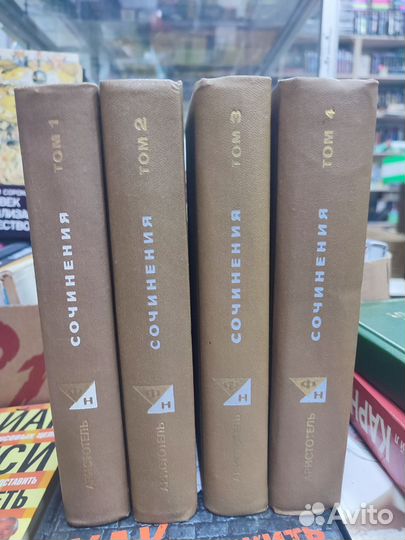 ТОМ 1
СОЧИНЕНИЯ
ФН
АРИСТОТЕЛЬ
ТОМ 2
СОЧИНЕНИЯ
ФН
АРИСТОТЕЛЬ
ТОМ 3
СОЧИНЕНИЯ
ФН
АРИСТОТЕЛЬ
ТОМ 4
СОЧИНЕНИЯ
ФН
АРИСТОТЕЛЬ
КАРН
Avito